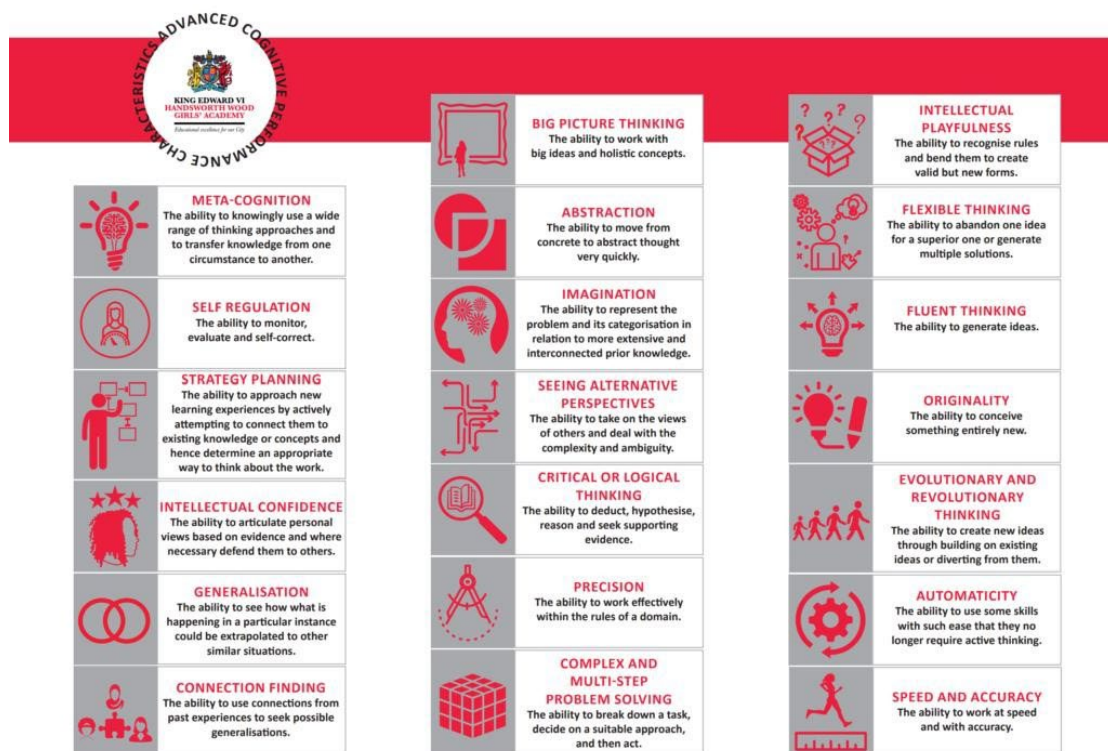 ADVANCED COGNITIVE PERFORMANCE CHARACTERISTICS
KING EDWARD VI
HANDSWORTH WOOD
GIRLS' ACADEMY
Educational excellence for our City
META-COGNITION
The ability to knowingly use a wide
range of thinking approaches and
to transfer knowledge from one
circumstance to another.
SELF REGULATION
The ability to monitor,
evaluate and self-correct.
STRATEGY PLANNING
The ability to approach new
learning experiences by actively
attempting to connect them to
existing knowledge or concepts and
hence determine an appropriate
way to think about the work.
INTELLECTUAL CONFIDENCE
The ability to articulate personal
views based on evidence and where
necessary defend them to others.
GENERALISATION
The ability to see how what is
happening in a particular instance
could be extrapolated to other
similar situations.
CONNECTION FINDING
The ability to use connections from
past experiences to seek possible
generalisations.
BIG PICTURE THINKING
The ability to work with
big ideas and holistic concepts.
ABSTRACTION
The ability to move from
concrete to abstract thought
very quickly.
IMAGINATION
The ability to represent the
problem and its categorisation in
relation to more extensive and
interconnected prior knowledge.
SEEING ALTERNATIVE
PERSPECTIVES
The ability to take on the views
of others and deal with the
complexity and ambiguity.
CRITICAL OR LOGICAL
THINKING
The ability to deduct, hypothesise,
reason and seek supporting
evidence.
PRECISION
The ability to work effectively
within the rules of a domain.
COMPLEX AND
MULTI-STEP
PROBLEM SOLVING
The ability to break down a task,
decide on a suitable approach,
and then act.
INTELLECTUAL
PLAYFULNESS
The ability to recognise rules
and bend them to create
valid but new forms.
FLEXIBLE THINKING
The ability to abandon one idea
for a superior one or generate
multiple solutions.
FLUENT THINKING
The ability to generate ideas.
ORIGINALITY
The ability to conceive
something entirely new.
EVOLUTIONARY AND
REVOLUTIONARY
THINKING
The ability to create new ideas
through building on existing
ideas or diverting from them.
AUTOMATICITY
The ability to use some skills
with such ease that they no
longer require active thinking.
SPEED AND ACCURACY
The ability to work at speed
and with accuracy.